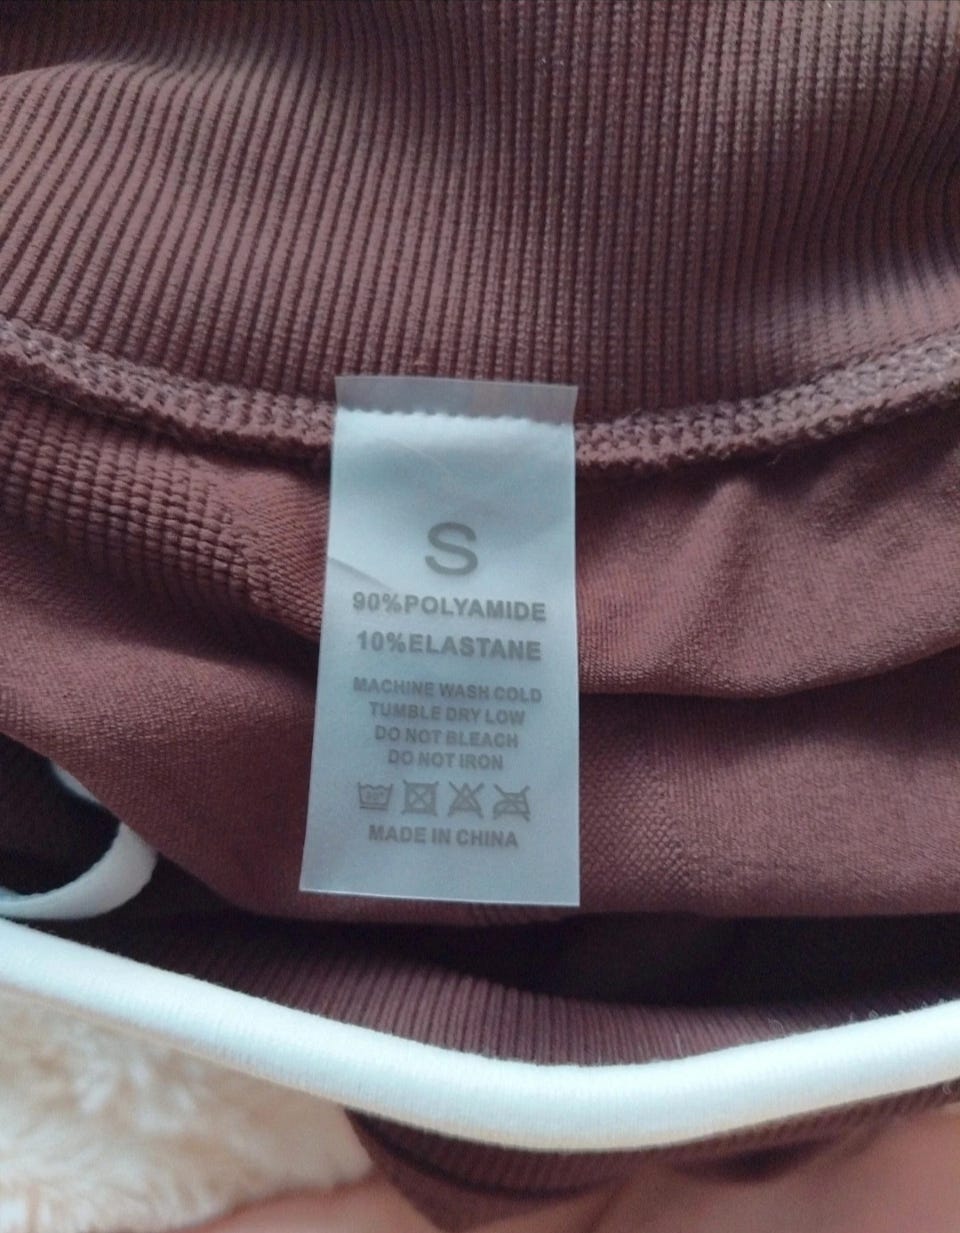 S
90%POLYAMIDE
10%ELASTANE
MACHINE WASH COLD
TUMBLE DRY LOW
DO NOT BLEACH
DO NOT IRON
MADE IN CHINA